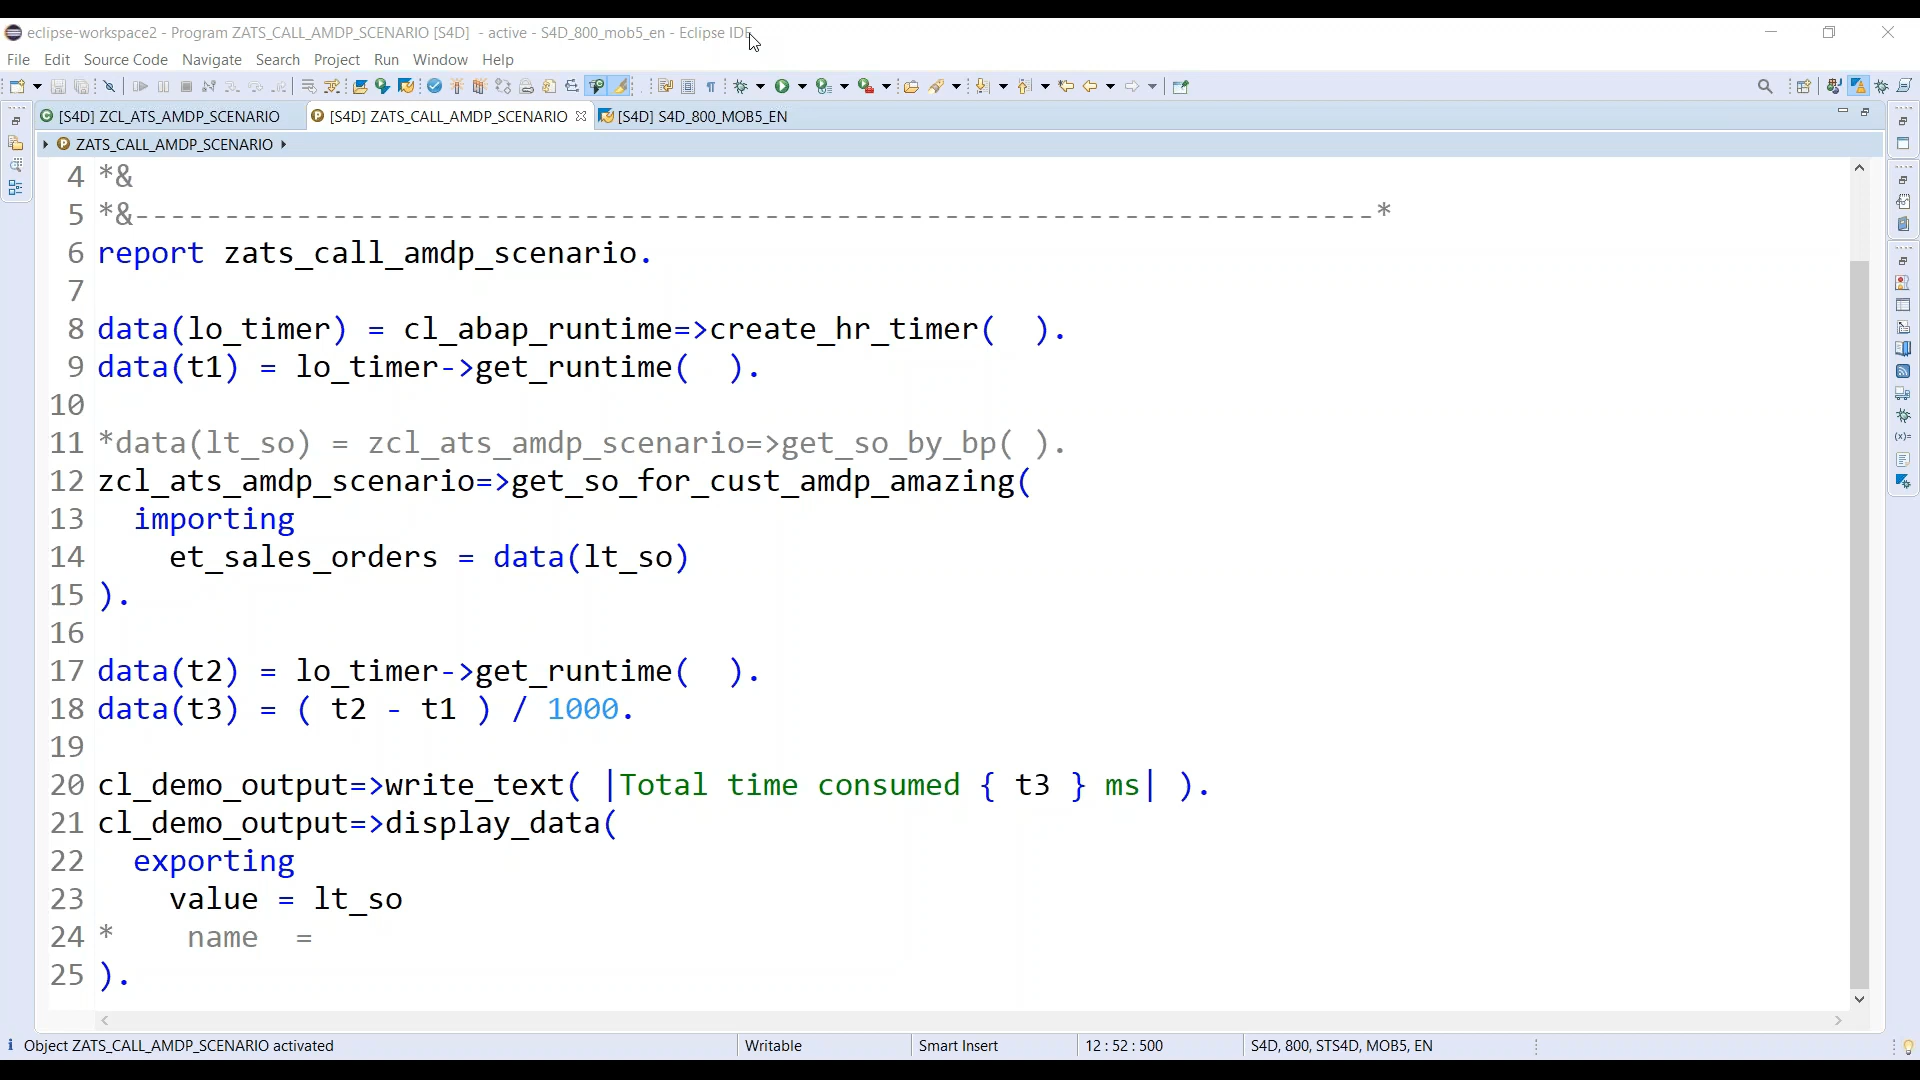 eclipse-workspace2 - Program ZATS_CALL_AMDP_SCENARIO [S4D]  - active - S4D_800_mob5_en - Eclipse IDE
File Edit Source Code Navigate Search Project Run Window Help
[S4D] ZCL_ATS_AMDP_SCENARIO [S4D] ZATS_CALL_AMDP_SCENARIO [S4D] S4D_800_MOB5_EN
ZATS_CALL_AMDP_SCENARIO
4 *&
5 *&---------------------------------------------------------------------*
6 report zats_call_amdp_scenario.
7
8 data(lo_timer) = cl_abap_runtime=>create_hr_timer(  ).
9 data(t1) = lo_timer->get_runtime(  ).
10
11 *data(lt_so) = zcl_ats_amdp_scenario=>get_so_by_bp( ).
12 zcl_ats_amdp_scenario=>get_so_for_cust_amdp_amazing(
13   importing
14     et_sales_orders = data(lt_so)
15 ).
16
17 data(t2) = lo_timer->get_runtime(  ).
18 data(t3) = ( t2 - t1 ) / 1000.
19
20 cl_demo_output=>write_text( |Total time consumed { t3 } ms| ).
21 cl_demo_output=>display_data(
22   exporting
23     value = lt_so
24 *    name  =
25 ).
Object ZATS_CALL_AMDP_SCENARIO activated Writable Smart Insert 12 : 52 : 500 S4D, 800, STS4D, MOB5, EN